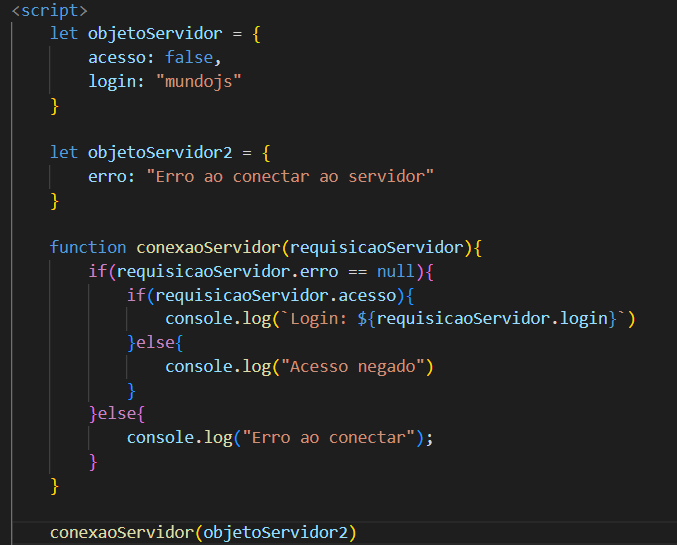 <script>
let objetoServidor = {
acesso: false,
login: "mundojs"
}
let objetoServidor2 = {
erro: "Erro ao conectar ao servidor"
}
function conexaoServidor(requisicaoServidor){
if(requisicaoServidor.erro == null){
if(requisicaoServidor.acesso){
console.log(`Login: ${requisicaoServidor.login}`)
}else{
console.log("Acesso negado")
}
}else{
console.log("Erro ao conectar");
}
}
conexaoServidor(objetoServidor2)